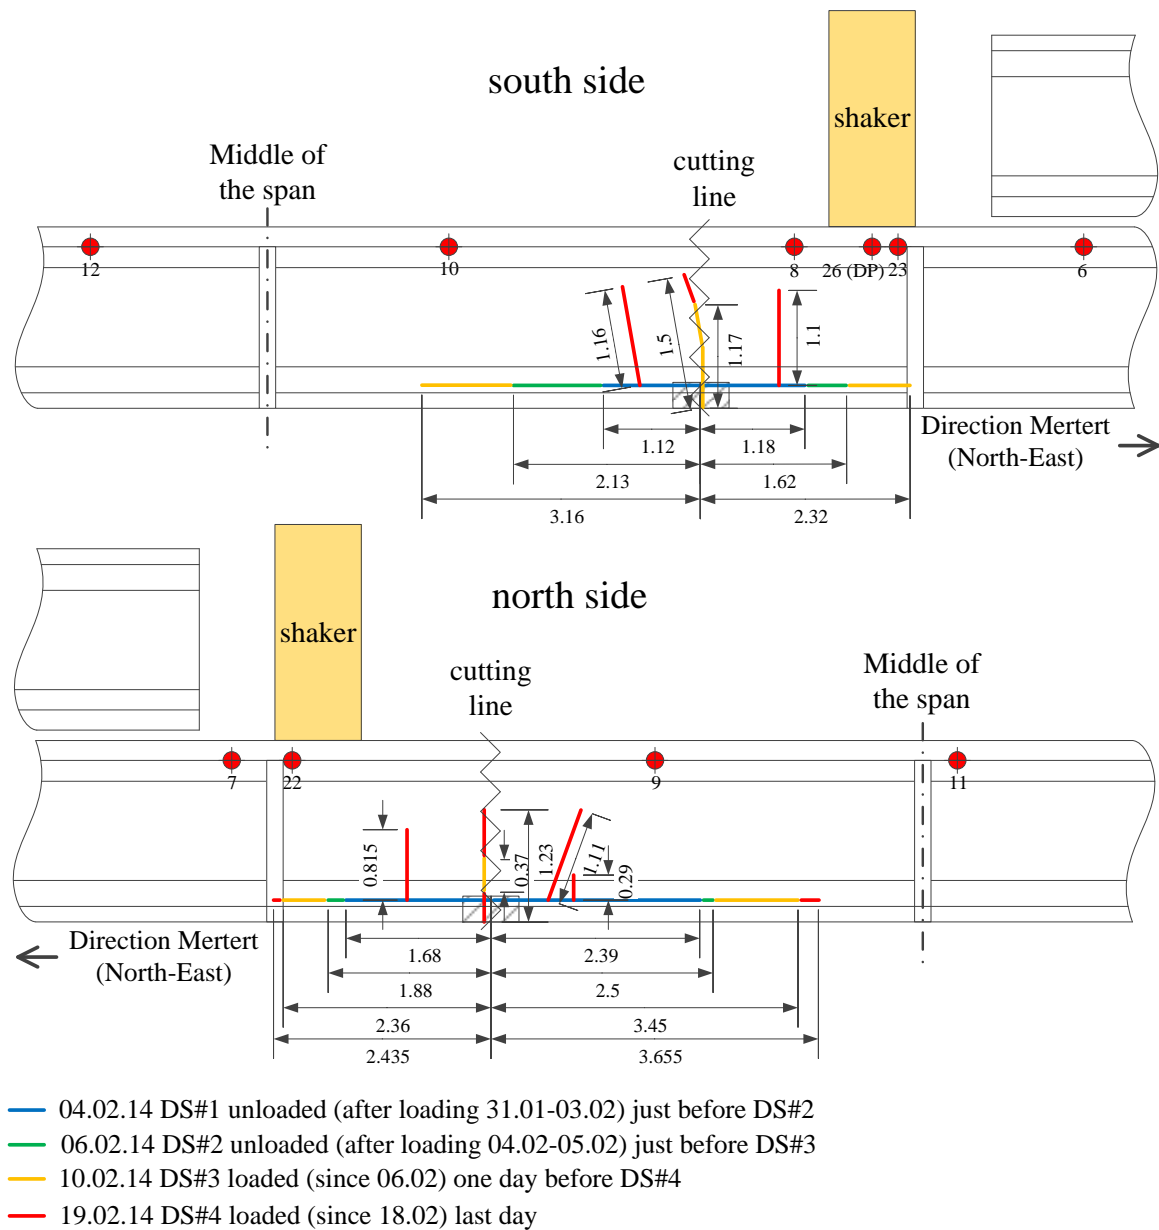 south side
shaker
Middle of
the span
cutting
line
12
10
8
26 (DP)
23
6
1.16
1.5
1.17
1.1
Direction Mertert
(North-East)
1.12
1.18
2.13
1.62
3.16
2.32
north side
shaker
cutting
line
Middle of
the span
7
22
9
11
0.815
0.37
1.23
1.11
0.29
Direction Mertert
(North-East)
1.68
2.39
1.88
2.5
2.36
3.45
2.435
3.655
04.02.14 DS#1 unloaded (after loading 31.01-03.02) just before DS#2
06.02.14 DS#2 unloaded (after loading 04.02-05.02) just before DS#3
10.02.14 DS#3 loaded (since 06.02) one day before DS#4
19.02.14 DS#4 loaded (since 18.02) last day